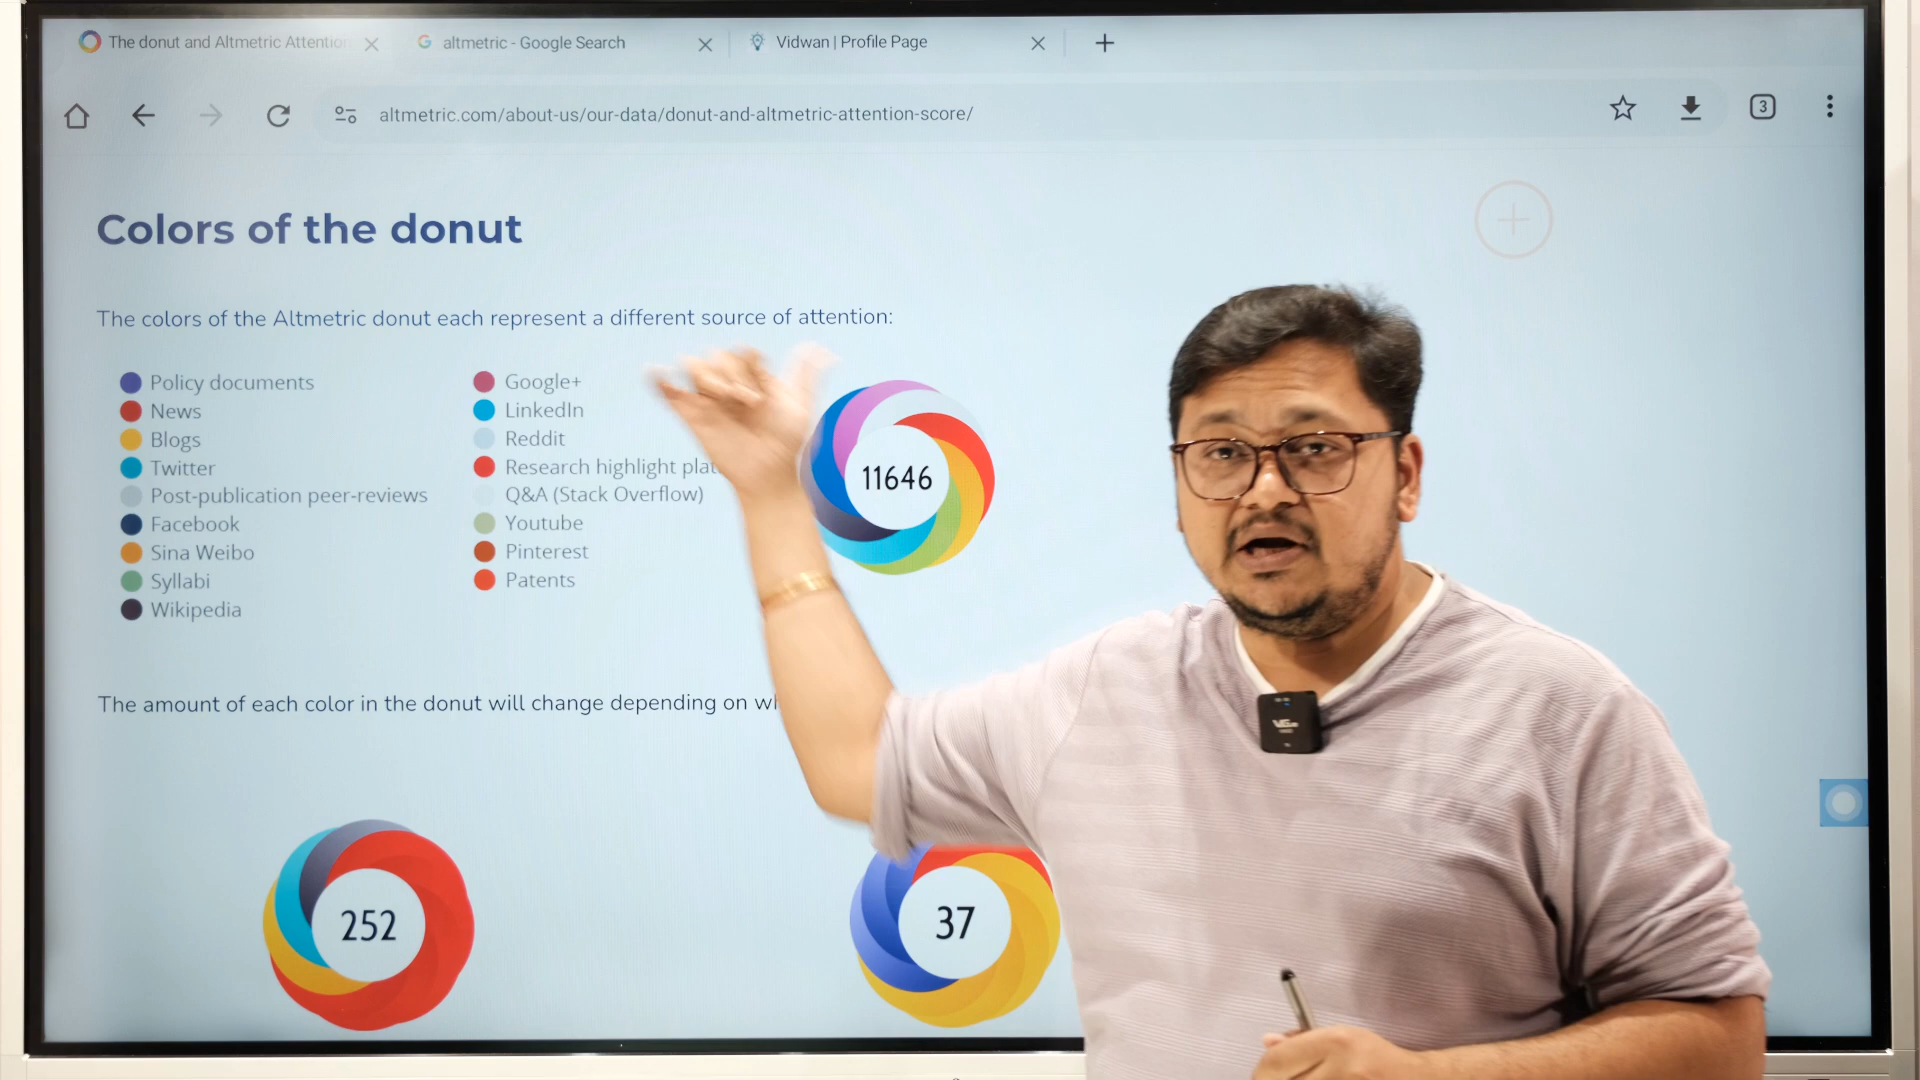 The donut and Altmetric Attention
altmetric - Google Search
Vidwan | Profile Page
altmetric.com/about-us/our-data/donut-and-altmetric-attention-score/
3
Colors of the donut
The colors of the Altmetric donut each represent a different source of attention:
Policy documents
News
Blogs
Twitter
Post-publication peer-reviews
Facebook
Sina Weibo
Syllabi
Wikipedia
Google+
LinkedIn
Reddit
Research highlight
Q&A (Stack Overflow)
Youtube
Pinterest
Patents
11646
The amount of each color in the donut will change depending on
252
37